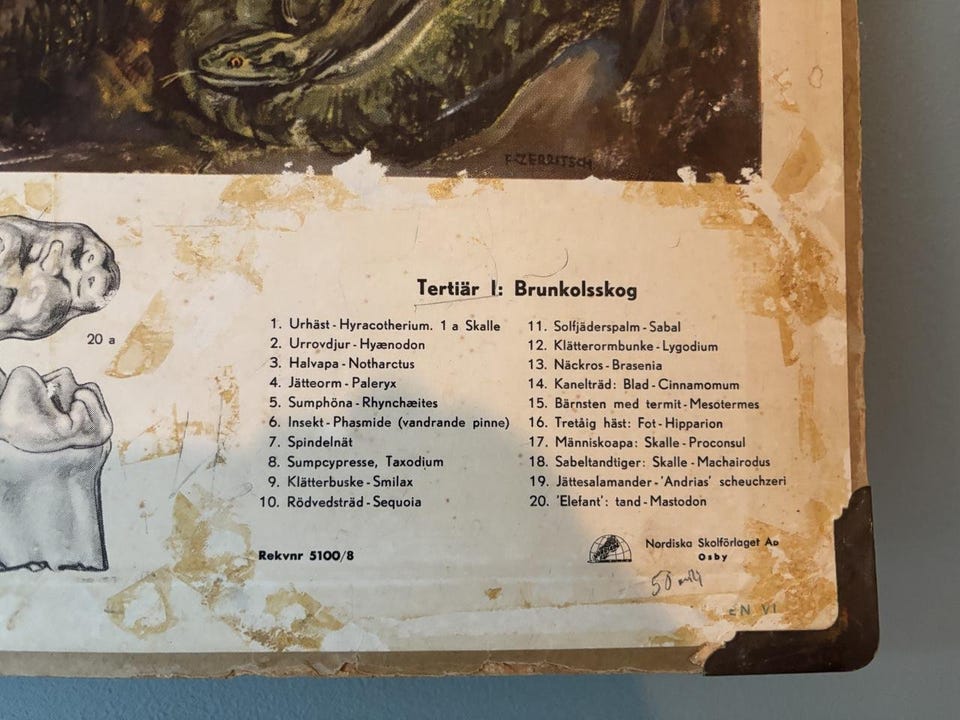 F. ZERRITSCH
20 a
Tertiär I: Brunkolsskog
1. Urhäst - Hyracotherium. 1 a Skalle
2. Urrovdjur - Hyænodon
3. Halvapa - Notharctus
4. Jätteorm - Paleryx
5. Sumphöna - Rhynchæites
6. Insekt - Phasmide (vandrande pinne)
7. Spindelnät
8. Sumpcypresse, Taxodium
9. Klätterbuske - Smilax
10. Rödvedsträd - Sequoia
11. Solfjäderspalm - Sabal
12. Klätterormbunke - Lygodium
13. Näckros - Brasenia
14. Kanelträd: Blad - Cinnamomum
15. Bärnsten med termit - Mesotermes
16. Tretåig häst: Fot - Hipparion
17. Människoapa: Skalle - Proconsul
18. Sabeltandtiger: Skalle - Machairodus
19. Jättesalamander - 'Andrias' scheuchzeri
20. 'Elefant': tand - Mastodon
Rekvnr 5100/8
Nordiska Skolförlaget AB
Osby
50
EN VI